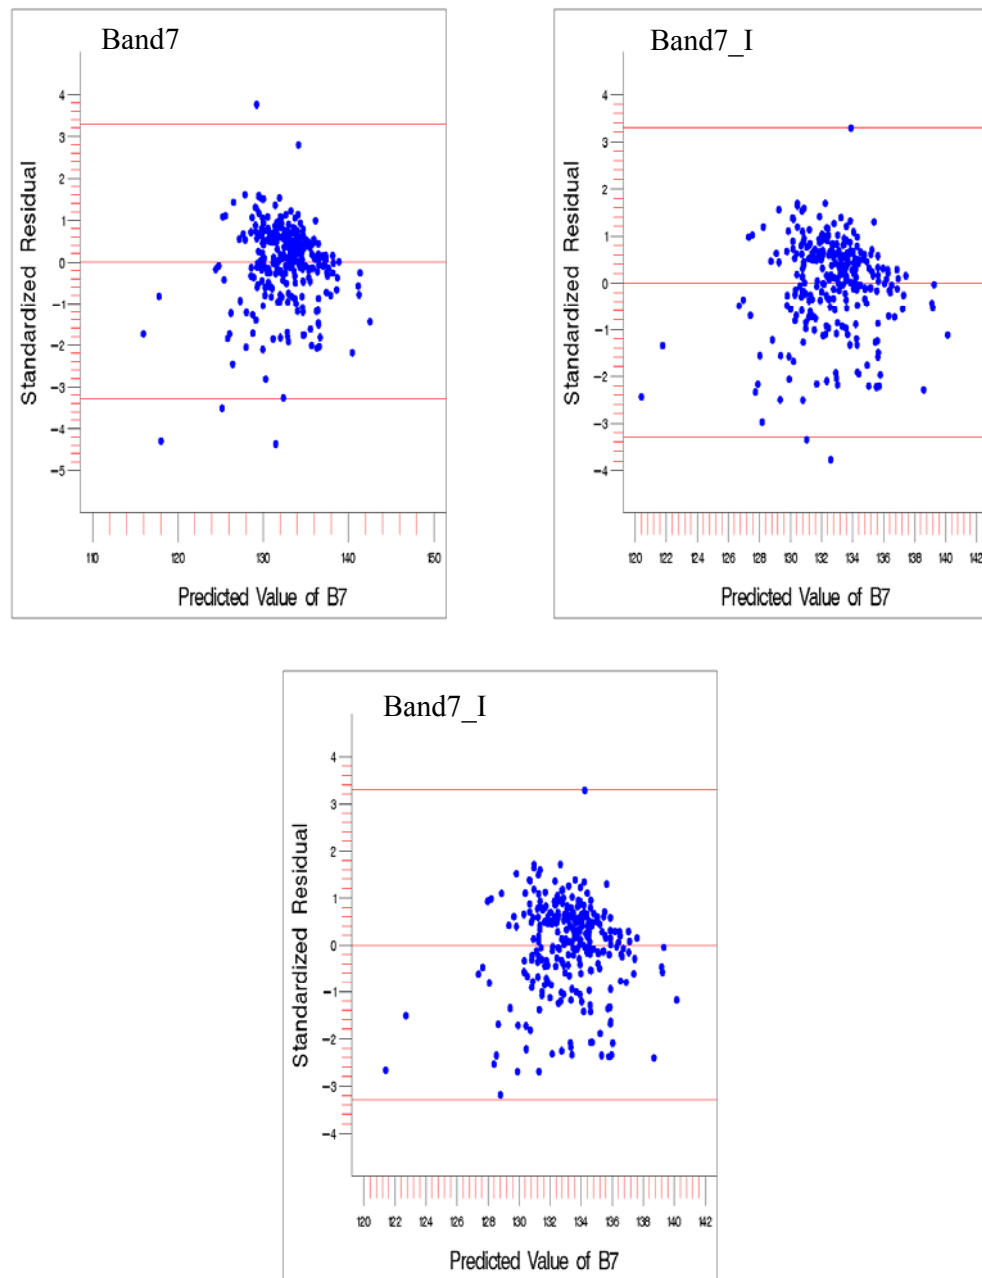 Band7
4
3
2
1
0
−1
−2
−3
−4
−5
Standardized Residual
110 120 130 140 150
Predicted Value of B7
Band7_I
4
3
2
1
0
−1
−2
−3
−4
Standardized Residual
120 122 124 126 128 130 132 134 136 138 140 142
Predicted Value of B7
Band7_I
4
3
2
1
0
−1
−2
−3
−4
Standardized Residual
120 122 124 126 128 130 132 134 136 138 140 142
Predicted Value of B7